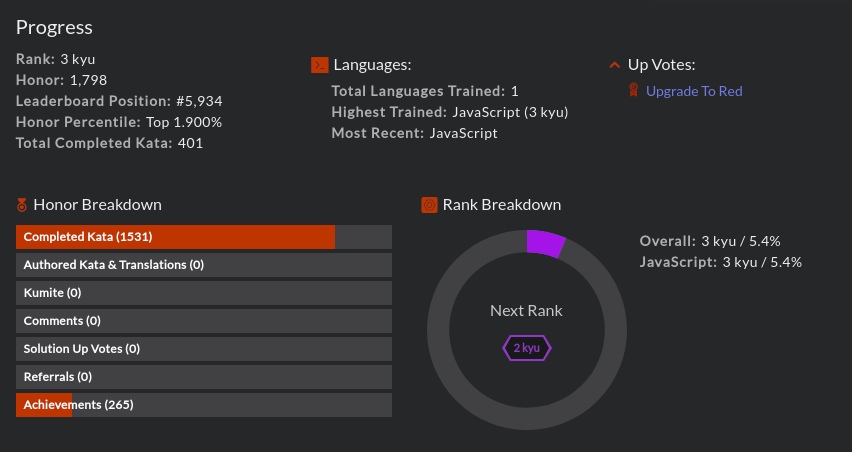 Progress
Rank: 3 kyu
Honor: 1,798
Leaderboard Position: #5,934
Honor Percentile: Top 1.900%
Total Completed Kata: 401
Languages:
Total Languages Trained: 1
Highest Trained: JavaScript (3 kyu)
Most Recent: JavaScript
Up Votes:
Upgrade To Red
Honor Breakdown
Completed Kata (1531)
Authored Kata & Translations (0)
Kumite (0)
Comments (0)
Solution Up Votes (0)
Referrals (0)
Achievements (265)
Rank Breakdown
Next Rank
2 kyu
Overall: 3 kyu / 5.4%
JavaScript: 3 kyu / 5.4%